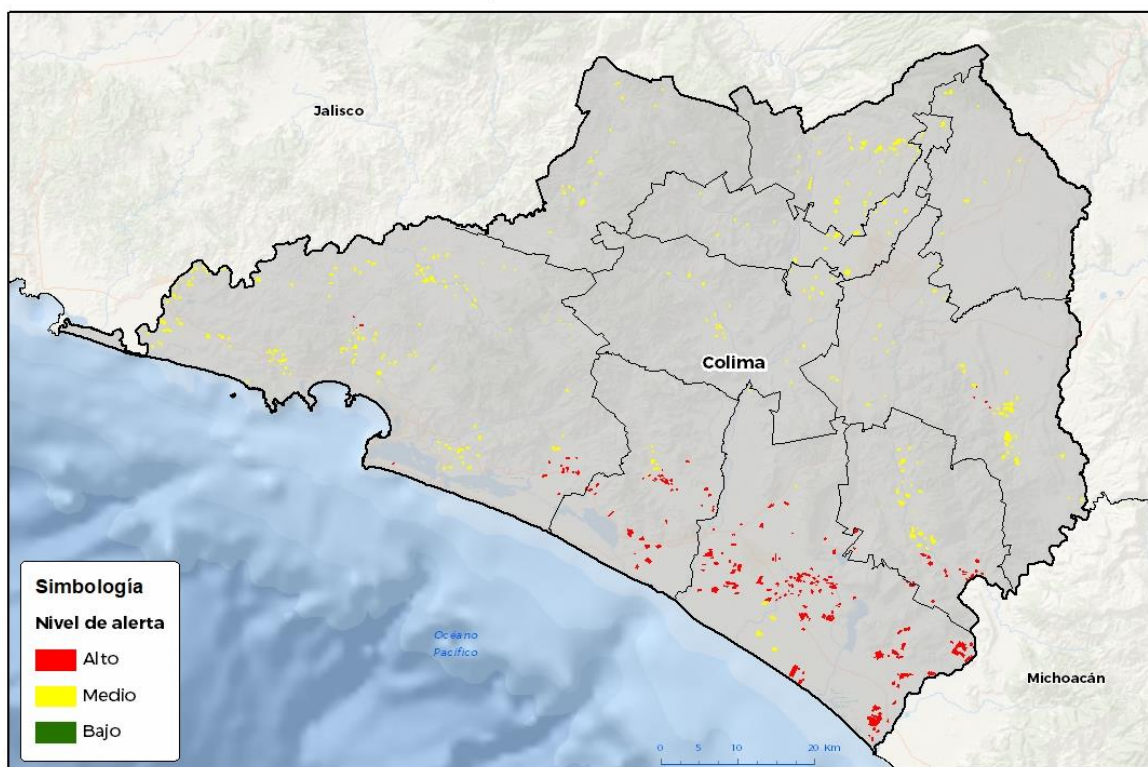 Jalisco
Colima
Océano
Pacífico
Michoacán
Simbología
Nivel de alerta
Alto
Medio
Bajo
0 5 10 20 Km